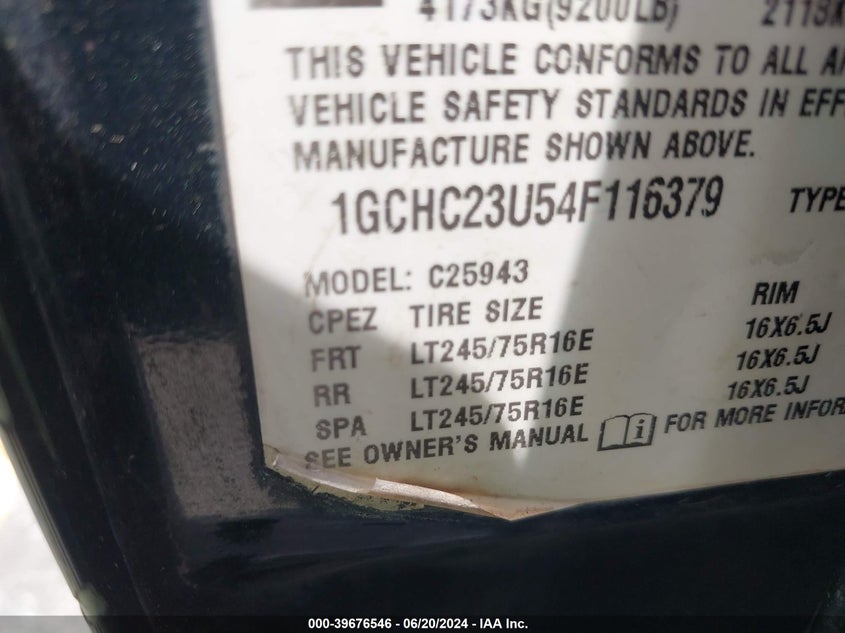 4173KG(9200LB) 2118K
THIS VEHICLE CONFORMS TO ALL
VEHICLE SAFETY STANDARDS IN EFF
MANUFACTURE SHOWN ABOVE.
1GCHC23U54F116379 TYPE
MODEL: C25943
CPEZ TIRE SIZE RIM
FRT LT245/75R16E 16X6.5J
RR LT245/75R16E 16X6.5J
SPA LT245/75R16E 16X6.5J
SEE OWNER'S MANUAL i FOR MORE INFOR
000-39676546 - 06/20/2024 - IAA Inc.